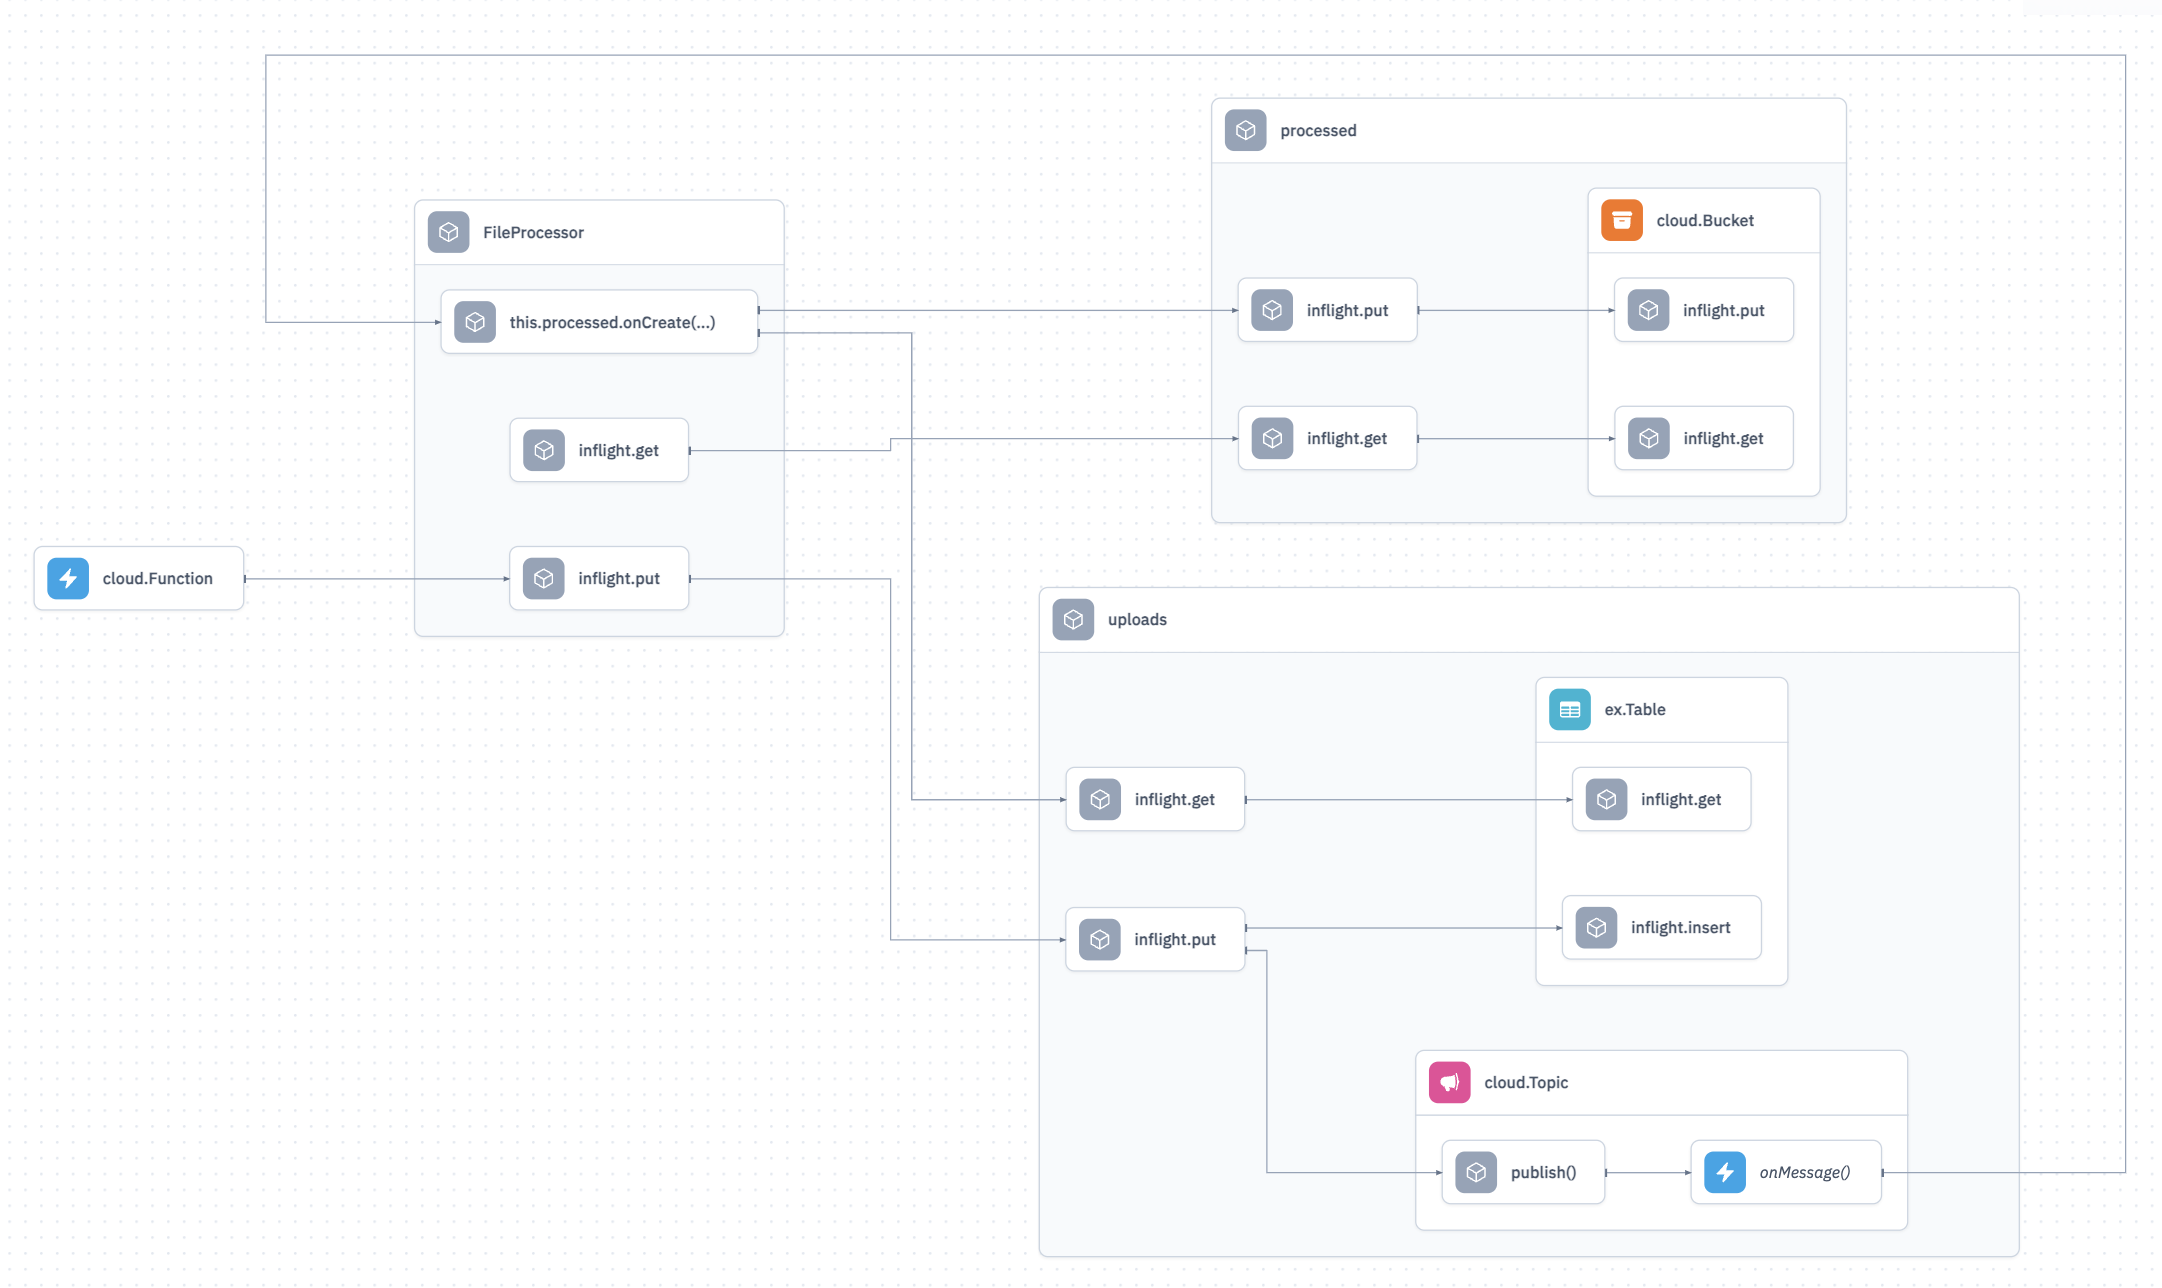 processed
cloud.Bucket
FileProcessor
this.processed.onCreate(...)
inflight.put
inflight.put
inflight.get
inflight.get
inflight.get
cloud.Function
inflight.put
uploads
ex.Table
inflight.get
inflight.get
inflight.put
inflight.insert
cloud.Topic
publish()
onMessage()